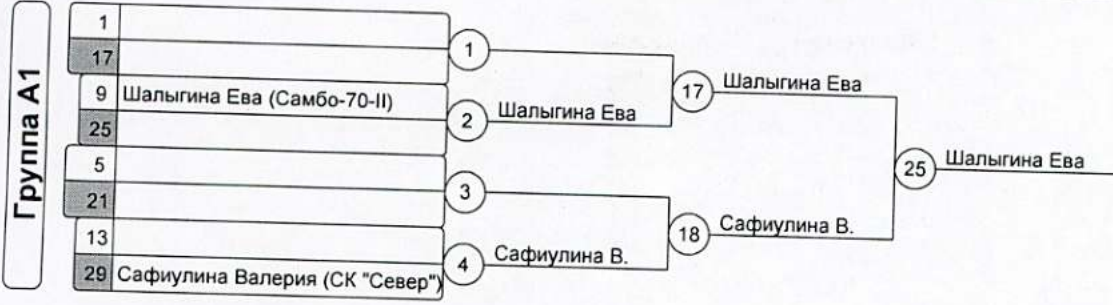 Группа А1
1
17
9 Шалыгина Ева (Самбо-70-II)
25
5
21
13
29 Сафиулина Валерия (СК "Север")
1
2 Шалыгина Ева
3
4 Сафиулина В.
17 Шалыгина Ева
18 Сафиулина В.
25 Шалыгина Ева